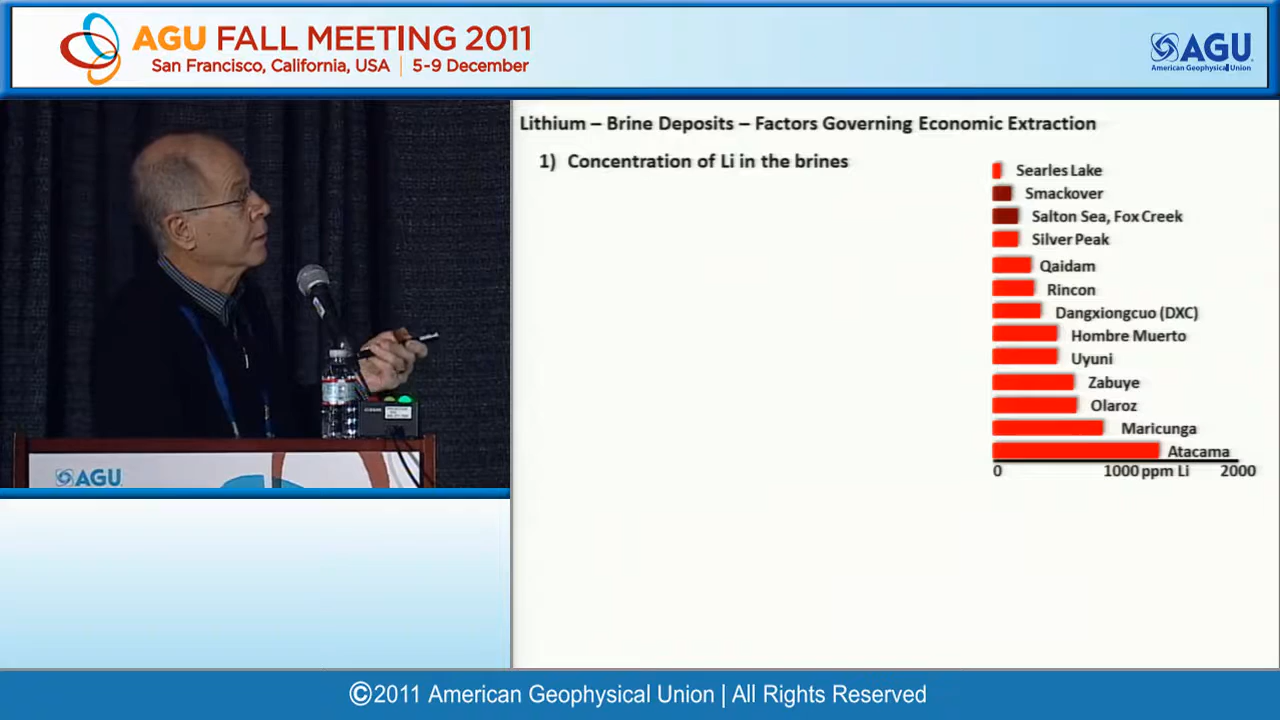 AGU FALL MEETING 2011
San Francisco, California, USA | 5-9 December
AGU
American Geophysical Union
Lithium – Brine Deposits – Factors Governing Economic Extraction
1) Concentration of Li in the brines
Searles Lake
Smackover
Salton Sea, Fox Creek
Silver Peak
Qaidam
Rincon
Dangxiongcuo (DXC)
Hombre Muerto
Uyuni
Zabuye
Olaroz
Maricunga
Atacama
0 1000 ppm Li 2000
AGU
©2011 American Geophysical Union | All Rights Reserved